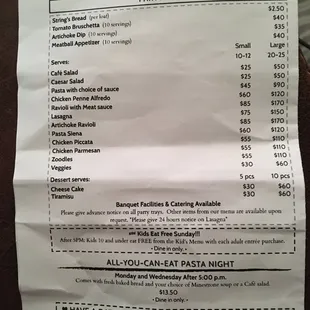 String's Bread (per loaf) $2.50
Tomato Bruschetta (10 servings) $40
Artichoke Dip (10 servings) $35
Meatball Appetizer (10 servings) $40
Small Large
Serves: 10-12 20-25
Café Salad $25 $50
Caesar Salad $25 $50
Pasta with choice of sauce $45 $90
Chicken Penne Alfredo $60 $120
Ravioli with Meat sauce $85 $170
Lasagna $75 $150
Artichoke Ravioli $85 $170
Pasta Siena $60 $120
Chicken Piccata $55 $110
Chicken Parmesan $55 $110
Zoodles $55 $110
Veggies $30 $60
Desserts: 5 pcs 10 pcs
Cheese Cake $30 $60
Tiramisu $30 $60
Banquet Facilities & Catering Available
Please give advance notice on all party trays. Other items from our menu are available upon
request. *Please give 24 hours notice on Lasagna*
Kids Eat Free Sunday!!!
After 5PM: Kids 10 and under eat FREE from the Kid's Menu with each adult entrée purchase.
• Dine in only. •
ALL-YOU-CAN-EAT PASTA NIGHT
Monday and Wednesday After 5:00 p.m.
Comes with fresh baked bread and your choice of Minestrone soup or a Café salad.
$13.50
• Dine in only. •